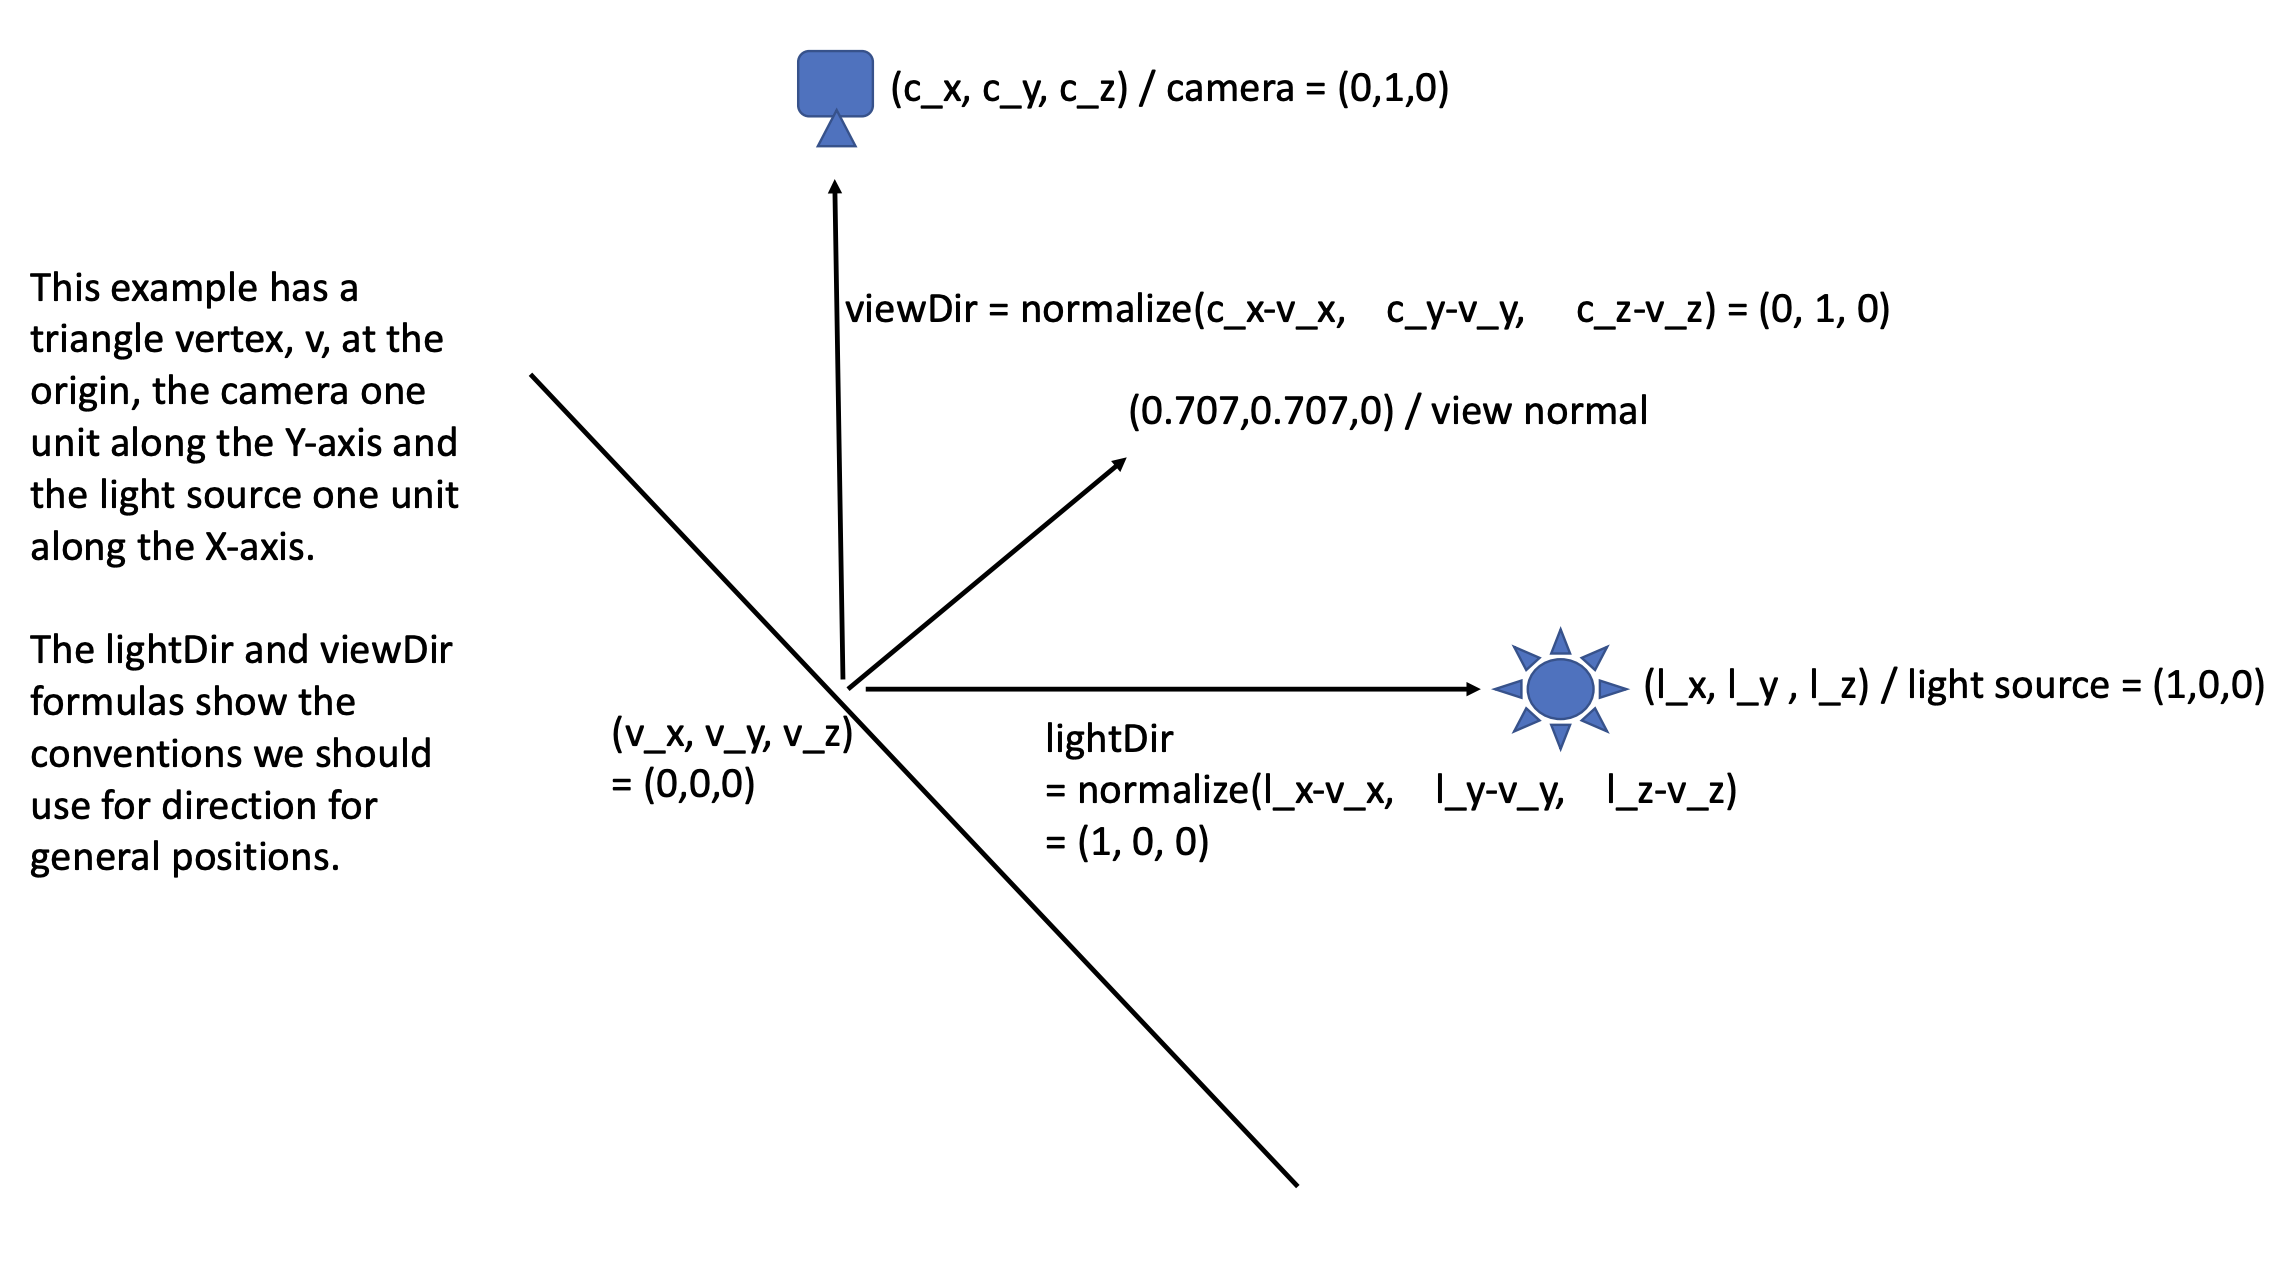 (c_x, c_y, c_z) / camera = (0,1,0)
This example has a
triangle vertex, v, at the
origin, the camera one
unit along the Y-axis and
the light source one unit
along the X-axis.
The lightDir and viewDir
formulas show the
conventions we should
use for direction for
general positions.
viewDir = normalize(c_x-v_x, c_y-v_y, c_z-v_z) = (0, 1, 0)
(0.707,0.707,0) / view normal
(l_x, l_y , l_z) / light source = (1,0,0)
(v_x, v_y, v_z)
= (0,0,0)
lightDir
= normalize(l_x-v_x, l_y-v_y, l_z-v_z)
= (1, 0, 0)